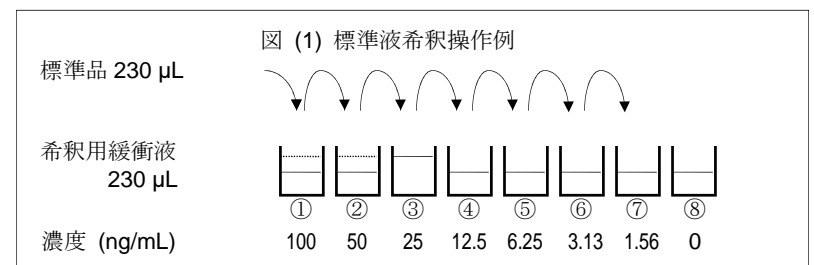 図 (1) 標準液希釈操作例
標準品 230 µL
希釈用緩衝液
230 µL
① ② ③ ④ ⑤ ⑥ ⑦ ⑧
濃度 (ng/mL) 100 50 25 12.5 6.25 3.13 1.56 0